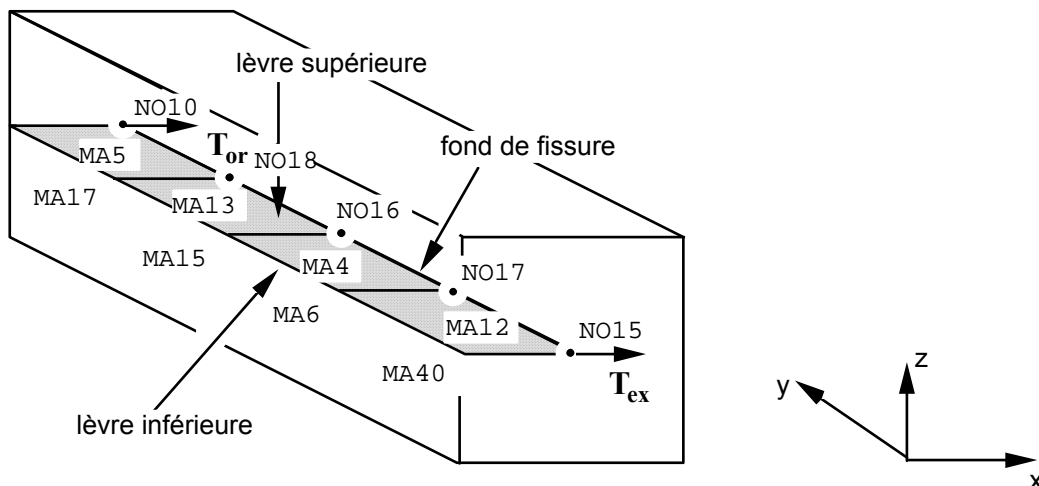 lèvre supérieure
NO10
T_or
NO18
fond de fissure
MA5
MA17
MA13
NO16
MA15
MA4
NO17
MA6
MA12
NO15
MA40
T_ex
lèvre inférieure
z
y
x